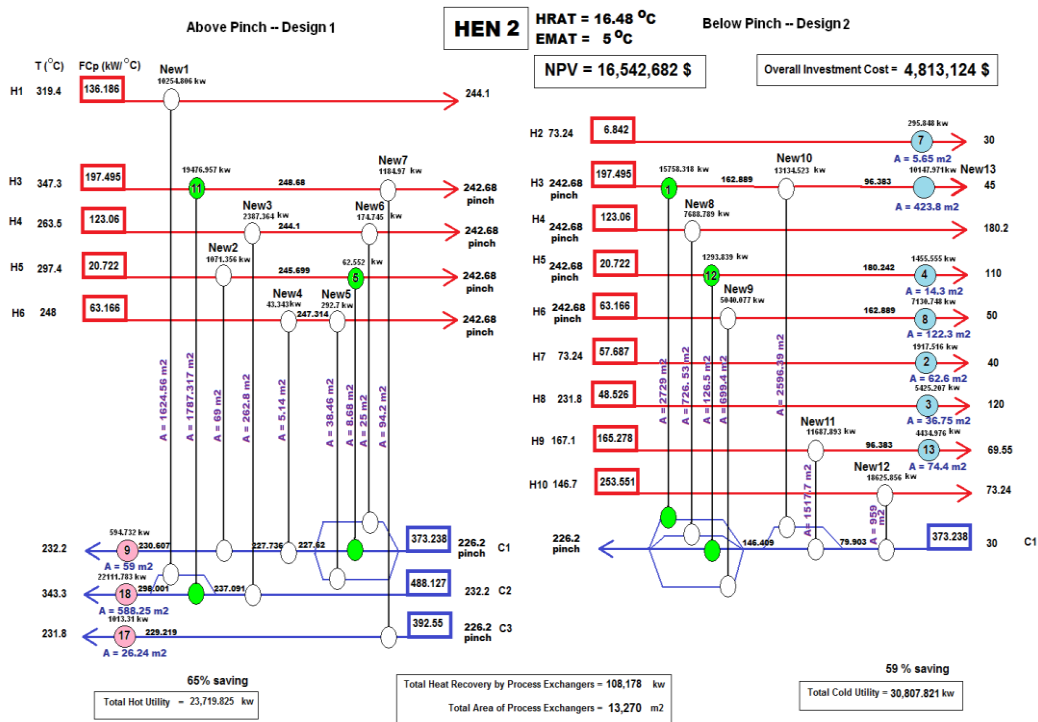 Above Pinch -- Design 1
HEN 2
HRAT = 16.48 °C
EMAT = 5 °C
Below Pinch -- Design2
NPV = 16,542,682 $
Overall Investment Cost = 4,813,124 $
T (°C) FCp (kW/°C)
New1
10254.806 kw
H1 319.4 136.186 244.1
New7
H3 347.3 197.495 11 19476.957 kw 248.68 1184.97 kw 242.68 pinch
New3 New6
H4 263.5 123.06 2387.364 kw 244.1 174.745 kw 242.68 pinch
New2
H5 297.4 20.722 1071.356 kw 245.699 62.552 kw 5 242.68 pinch
New4 New5
H6 248 63.166 43.343kw 247.314 292.7 kw 242.68 pinch
A = 1624.56 m2
A = 1787.317 m2
A = 69 m2
A = 262.8 m2
A = 5.14 m2
A = 38.46 m2
A = 8.68 m2
A = 25 m2
A = 94.2 m2
594.732 kw
232.2 9 230.607 227.736 227.62 373.238 226.2 pinch C1
A = 59 m2
22111.783 kw
343.3 18 298.001 237.091 488.127 232.2 C2
A = 588.25 m2
1013.31 kw
231.8 17 229.219 392.55 226.2 pinch C3
A = 26.24 m2
65% saving
Total Hot Utility = 23,719.825 kw
Total Heat Recovery by Process Exchangers = 108,178 kw
Total Area of Process Exchangers = 13,270 m2
H2 73.24 6.842 295.848 kw 7 30
A = 5.65 m2
New10 New13
H3 242.68 pinch 197.495 15758.318 kw 1 162.889 13134.523 kw 96.383 10147.971kw 45
A = 423.8 m2
New8
H4 242.68 pinch 123.06 7688.789 kw 180.2
H5 242.68 pinch 20.722 1293.839 kw 12 180.242 1455.555 kw 4 110
A = 14.3 m2
New9
H6 242.68 pinch 63.166 5040.077 kw 162.889 7130.748 kw 8 50
A = 122.3 m2
H7 73.24 57.687 1917.516 kw 2 40
A = 62.6 m2
H8 231.8 48.526 5425.207 kw 3 120
A = 36.75 m2
New11
H9 167.1 165.278 11687.893 kw 96.383 4434.976 kw 13 69.55
A = 74.4 m2
New12
H10 146.7 253.551 18625.856 kw 73.24
A = 2729 m2
A = 726. 53 m2
A = 126.5 m2
A = 699.4 m2
A = 2596.39 m2
A = 1517.7 m2
A = 959 m2
226.2 pinch 146.409 79.903 373.238 30 C1
59 % saving
Total Cold Utility = 30,807.821 kw